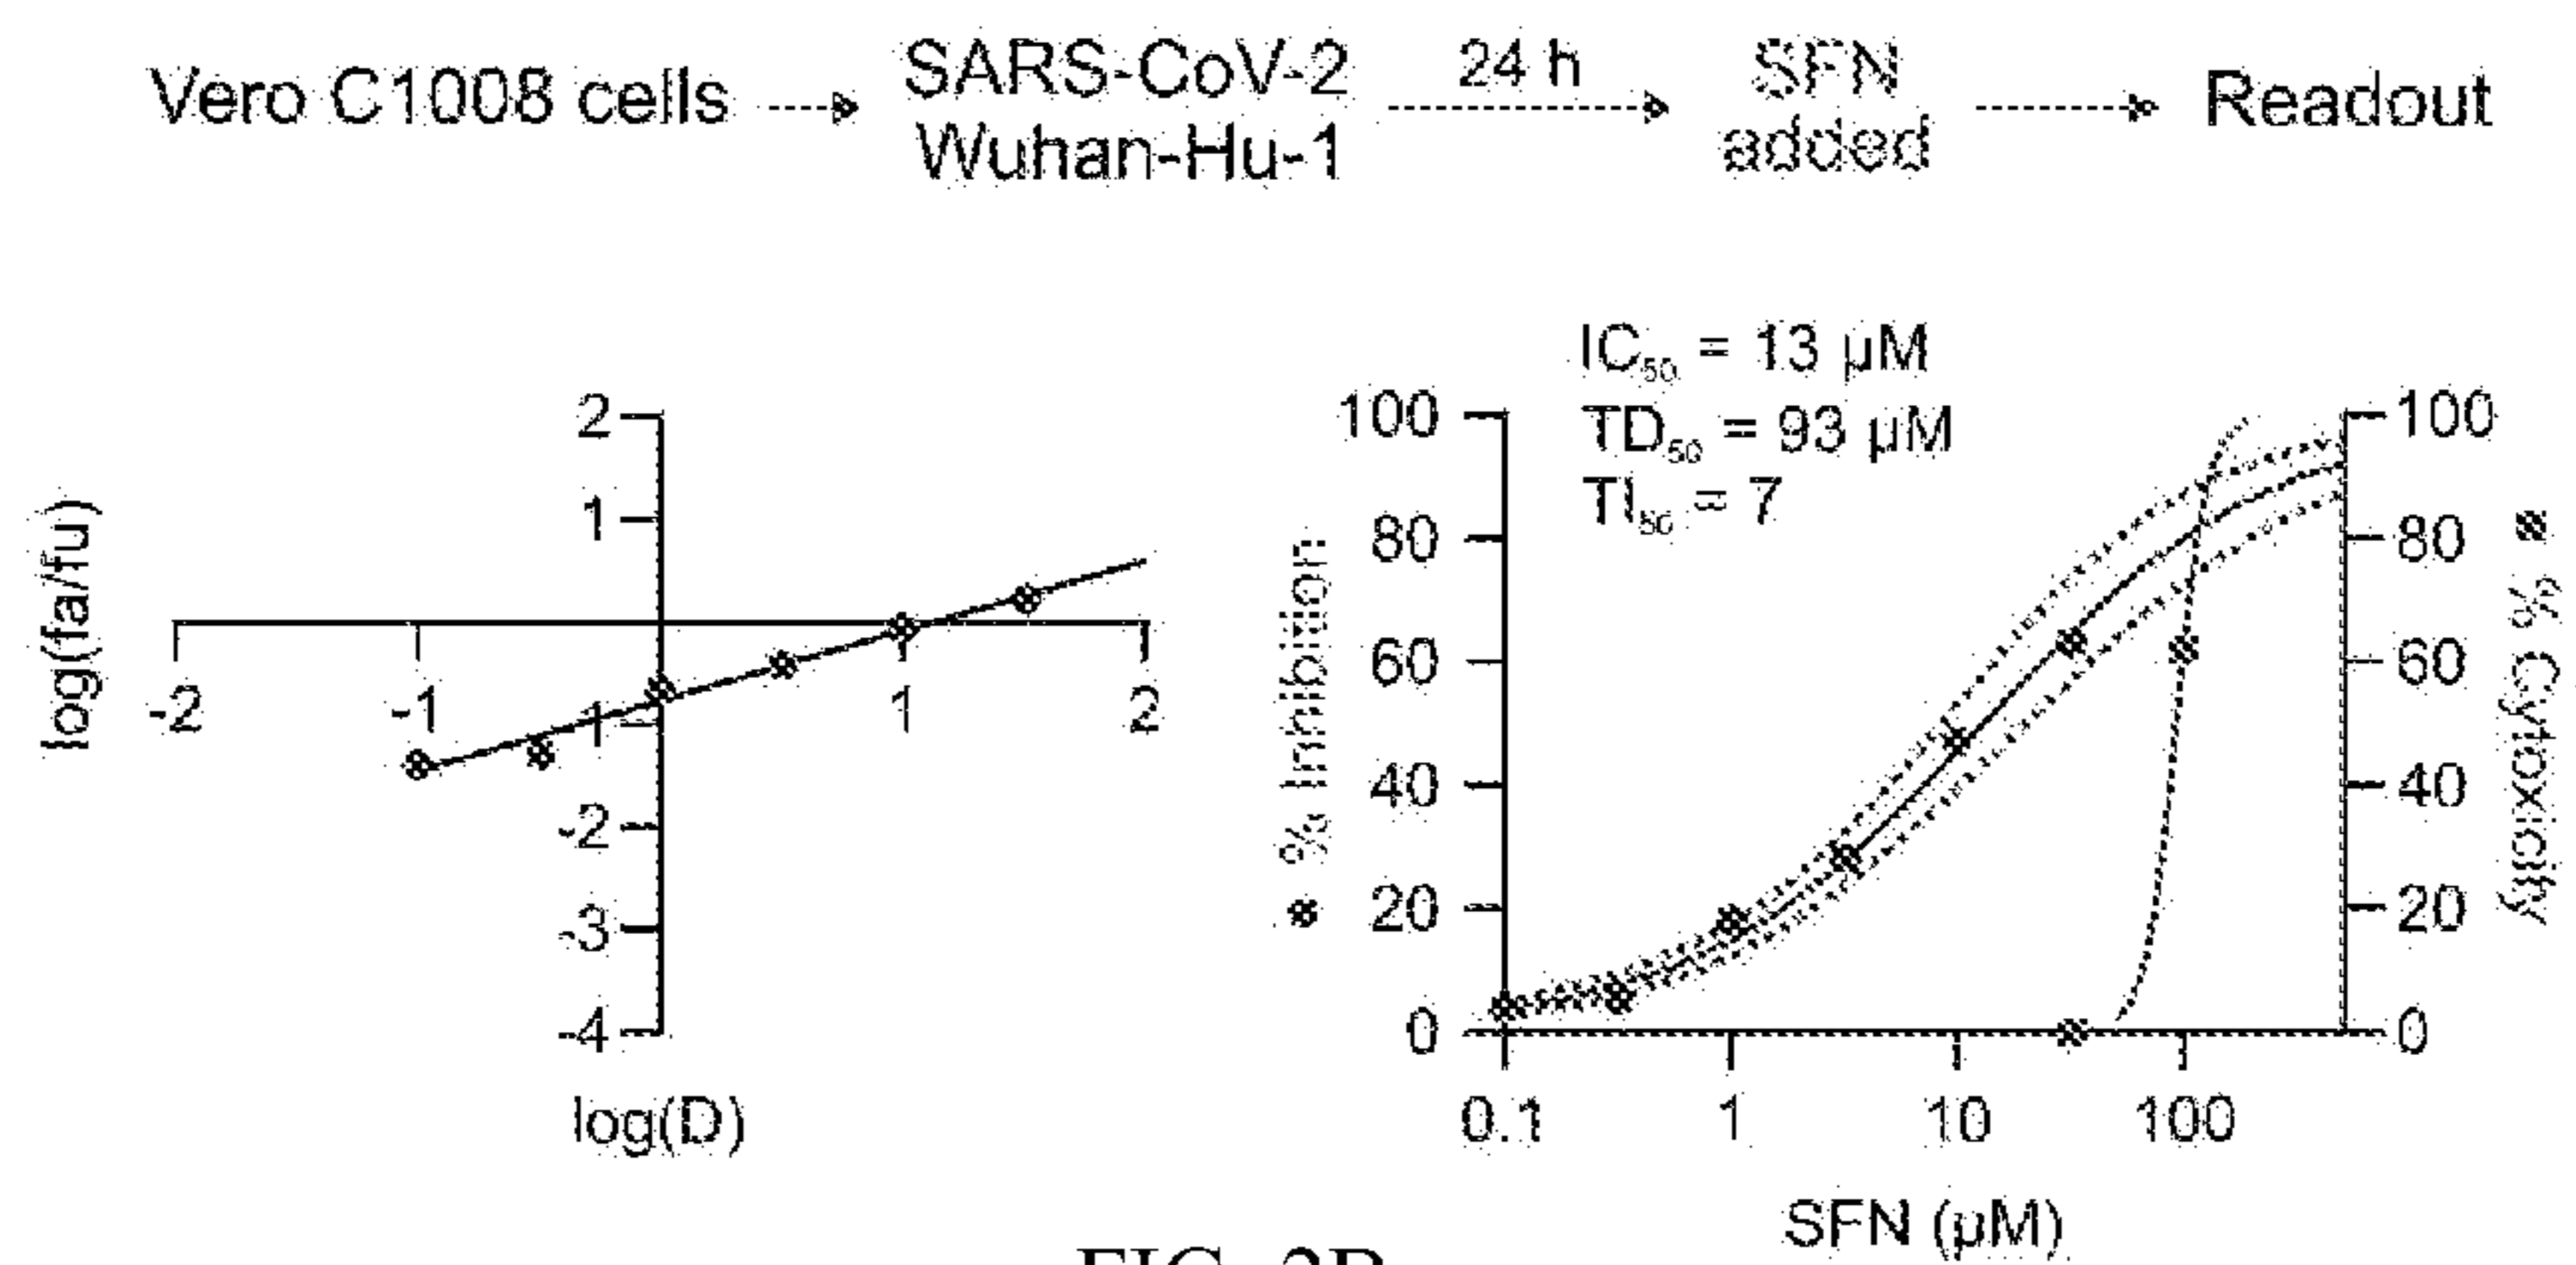 Vero C1008 cells
SARS-CoV-2
Wuhan-Hu-1
24 h
SFN
added
Readout
log(fa/fu)
2
1
-1
-2
-3
-4
-2
-1
1
2
log(D)
IC50 = 13 µM
TD50 = 93 µM
TI50 = 7
% Inhibition
100
80
60
40
20
0
100
80
60
40
20
0
% Cytoxicity
0.1
1
10
100
SFN (µM)